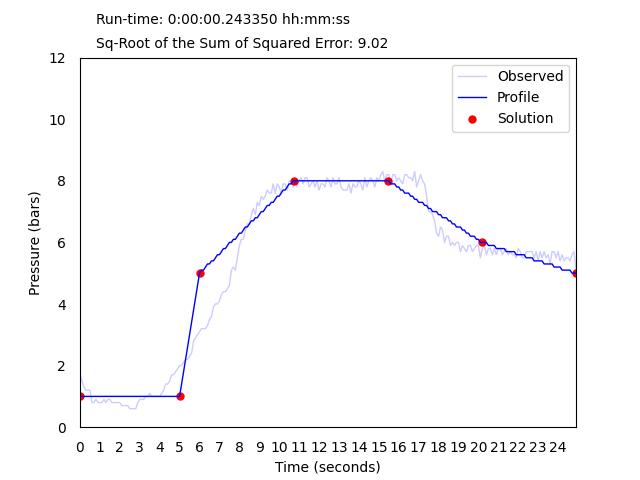 Run-time: 0:00:00.243350 hh:mm:ss
Sq-Root of the Sum of Squared Error: 9.02
Observed
Profile
Solution
12
10
8
6
4
2
0
Pressure (bars)
0 1 2 3 4 5 6 7 8 9 10 11 12 13 14 15 16 17 18 19 20 21 22 23 24
Time (seconds)